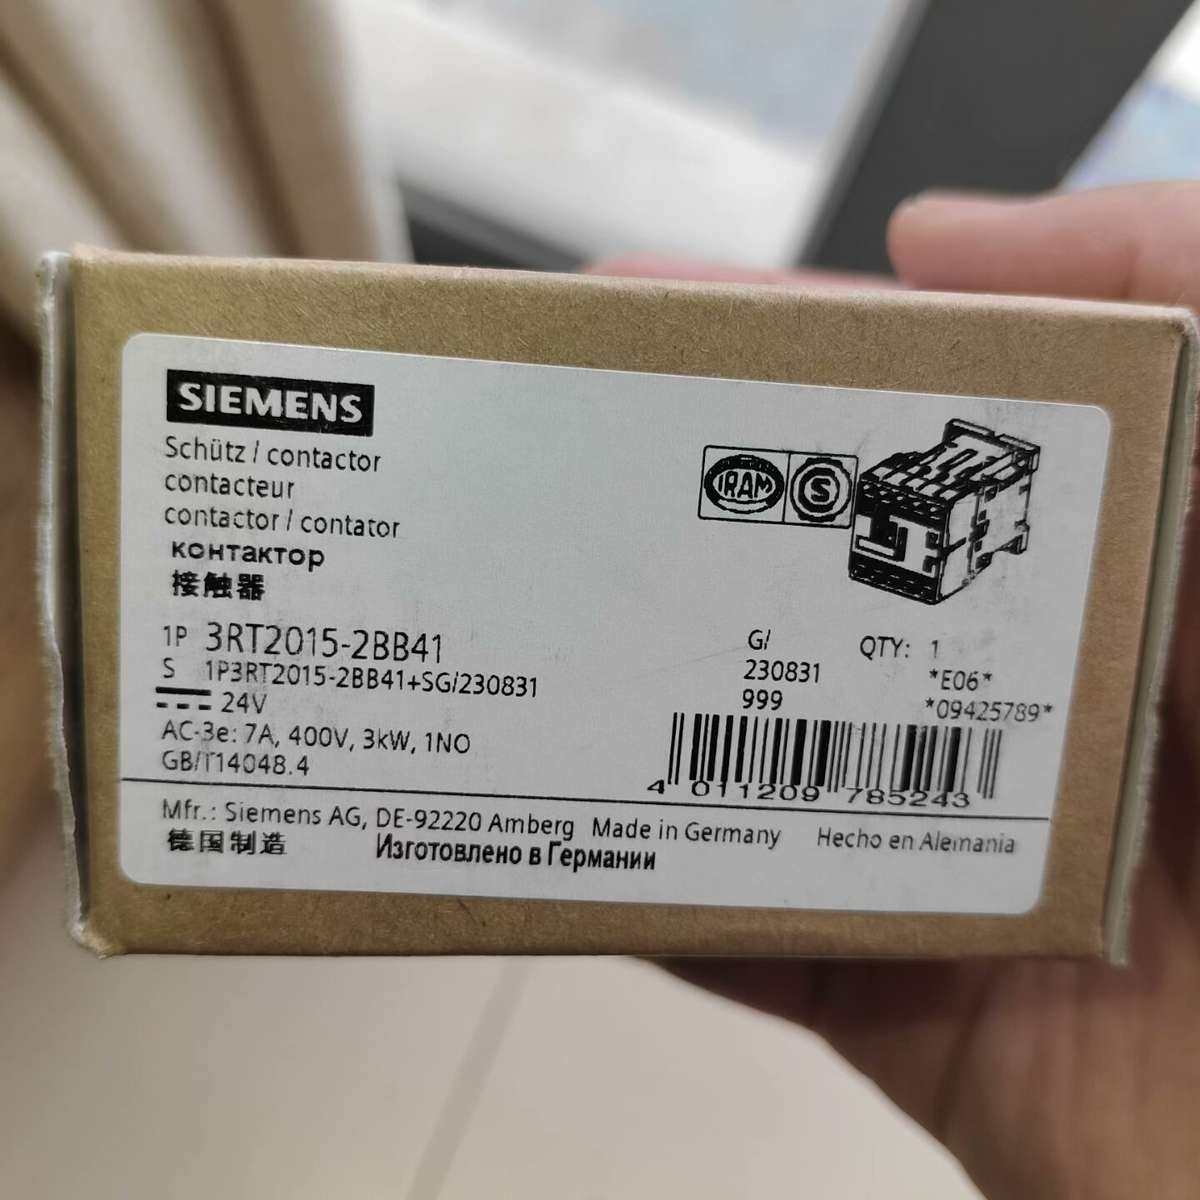 SIEMENS
Schütz / contactor
contacteur
contactor / contator
контактор
接触器
IRAM S
1P 3RT2015-2BB41
S 1P3RT2015-2BB41+SG/230831
24V
AC-3e: 7A, 400V, 3kW, 1NO
GB/T14048.4
G/
230831
999
QTY: 1
*E06*
*09425789*
4 011209 785243
Mfr.: Siemens AG, DE-92220 Amberg Made in Germany Hecho en Alemania
德国制造 Изготовлено в Германии